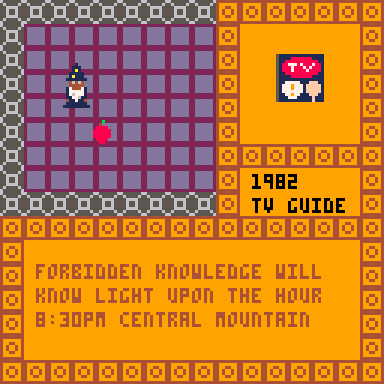 TV
1982
TV GUIDE
FORBIDDEN KNOWLEDGE WILL
KNOW LIGHT UPON THE HOUR
8:30PM CENTRAL MOUNTAIN